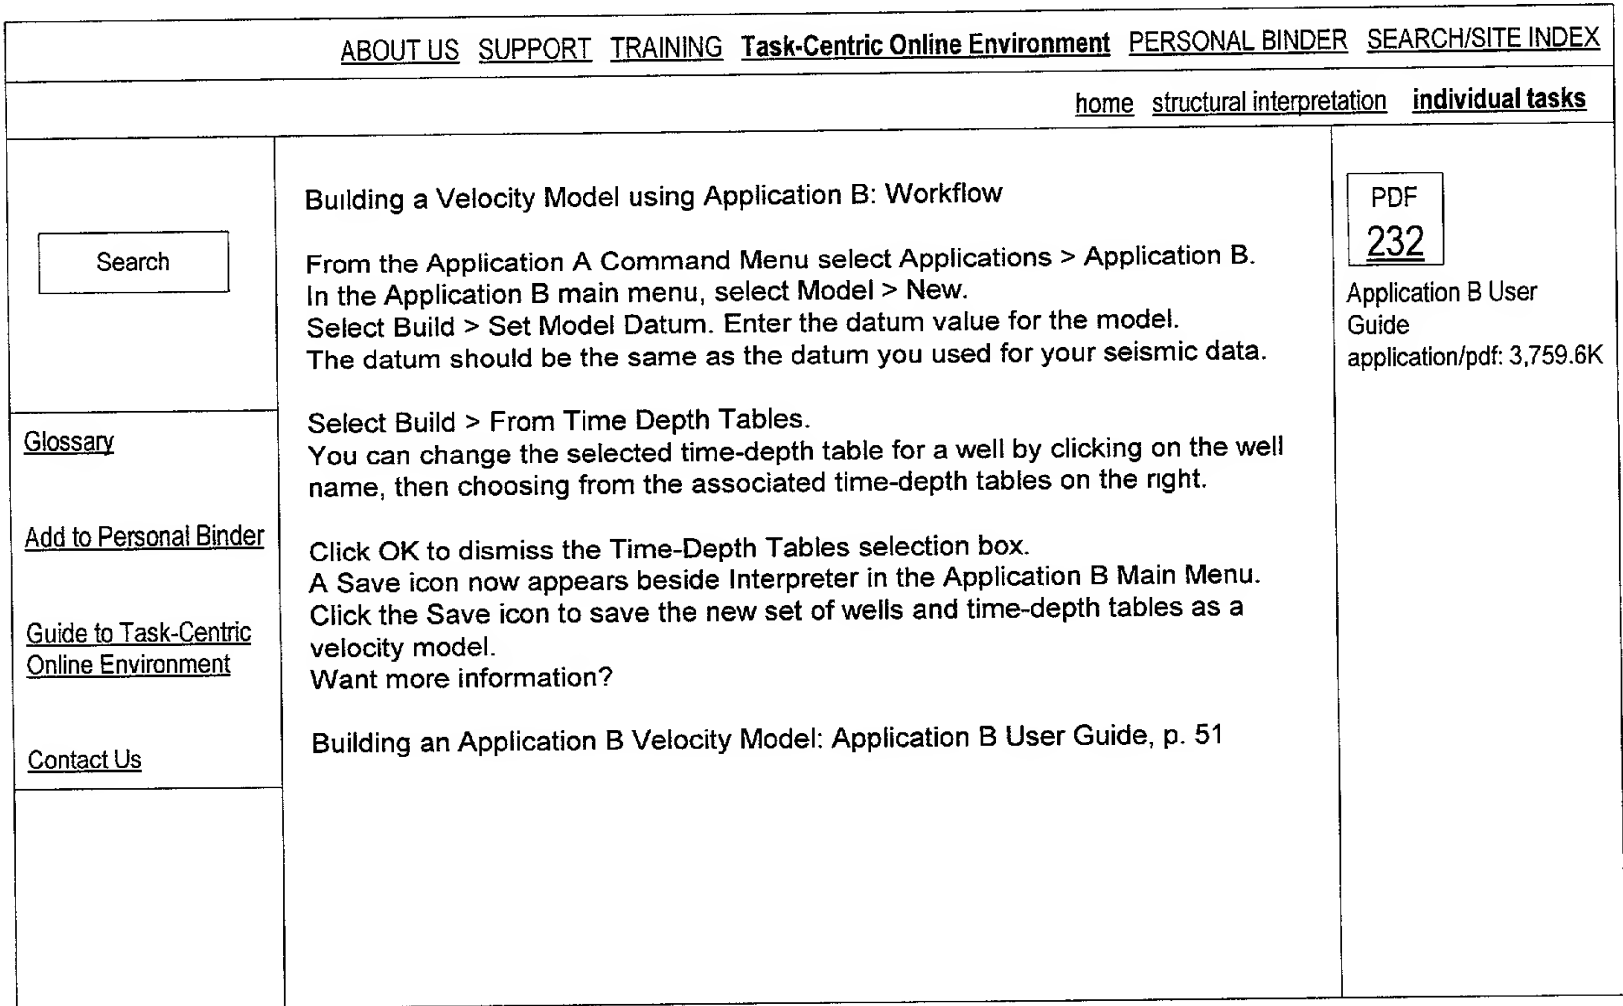 ABOUT US SUPPORT TRAINING Task-Centric Online Environment PERSONAL BINDER SEARCH/SITE INDEX
home structural interpretation individual tasks
Search
Glossary
Add to Personal Binder
Guide to Task-Centric
Online Environment
Contact Us
Building a Velocity Model using Application B: Workflow
From the Application A Command Menu select Applications > Application B.
In the Application B main menu, select Model > New.
Select Build > Set Model Datum. Enter the datum value for the model.
The datum should be the same as the datum you used for your seismic data.
Select Build > From Time Depth Tables.
You can change the selected time-depth table for a well by clicking on the well
name, then choosing from the associated time-depth tables on the right.
Click OK to dismiss the Time-Depth Tables selection box.
A Save icon now appears beside Interpreter in the Application B Main Menu.
Click the Save icon to save the new set of wells and time-depth tables as a
velocity model.
Want more information?
Building an Application B Velocity Model: Application B User Guide, p. 51
PDF
232
Application B User
Guide
application/pdf: 3,759.6K